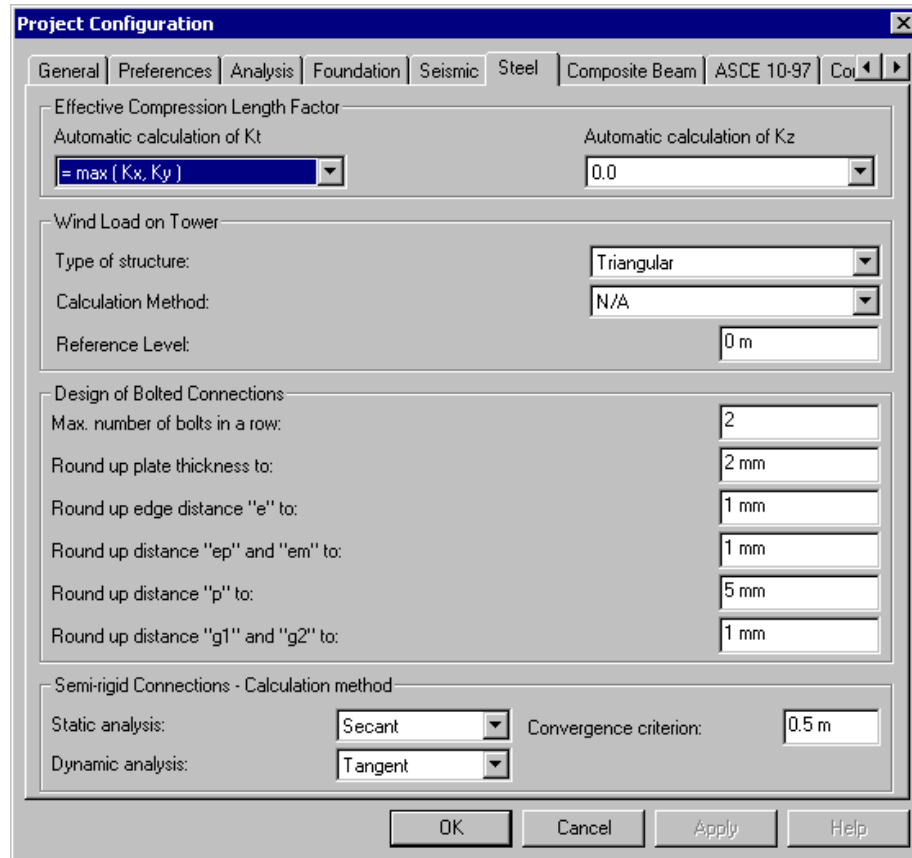 Project Configuration
General Preferences Analysis Foundation Seismic Steel Composite Beam ASCE 10-97
Effective Compression Length Factor
Automatic calculation of Kt Automatic calculation of Kz
= max ( Kx, Ky ) 0.0
Wind Load on Tower
Type of structure: Triangular
Calculation Method: N/A
Reference Level: 0 m
Design of Bolted Connections
Max. number of bolts in a row: 2
Round up plate thickness to: 2 mm
Round up edge distance "e" to: 1 mm
Round up distance "ep" and "em" to: 1 mm
Round up distance "p" to: 5 mm
Round up distance "g1" and "g2" to: 1 mm
Semi-rigid Connections - Calculation method
Static analysis: Secant Convergence criterion: 0.5 m
Dynamic analysis: Tangent
OK Cancel Apply Help